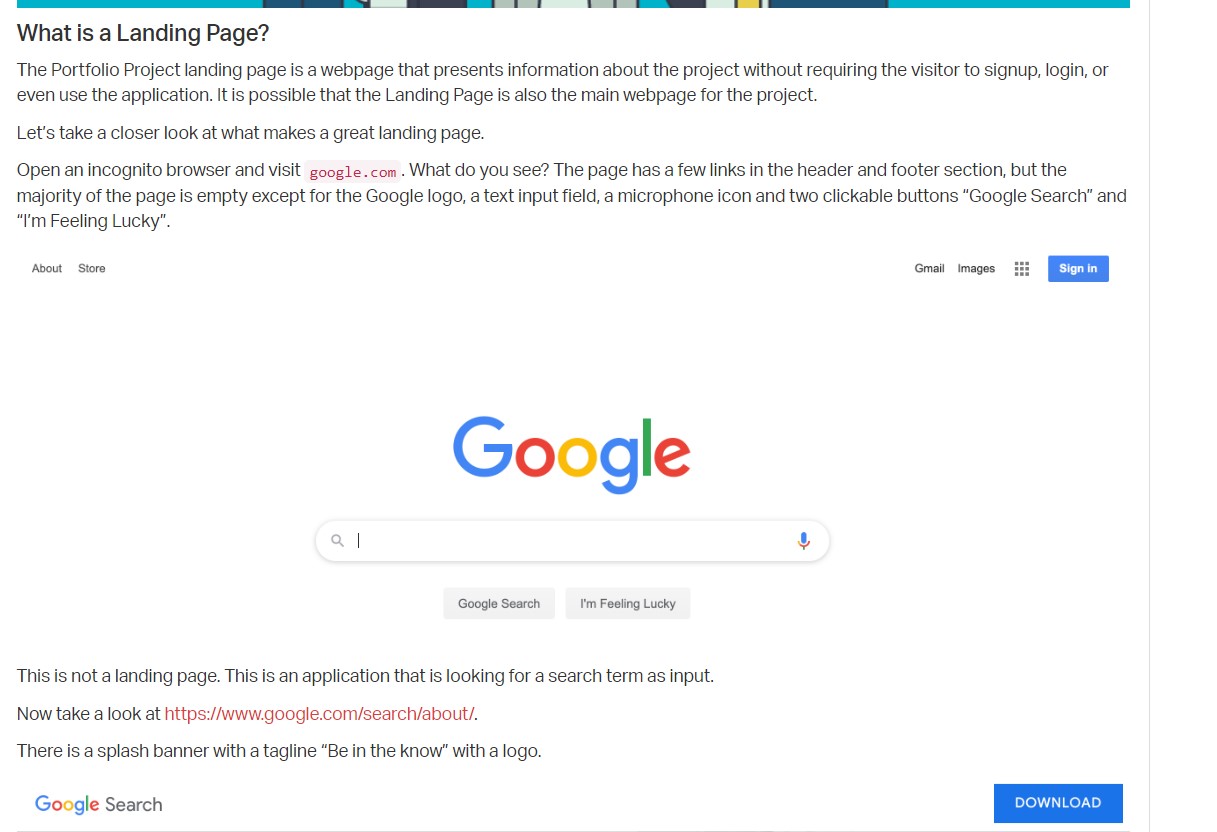 What is a Landing Page?
The Portfolio Project landing page is a webpage that presents information about the project without requiring the visitor to signup, login, or
even use the application. It is possible that the Landing Page is also the main webpage for the project.
Let’s take a closer look at what makes a great landing page.
Open an incognito browser and visit google.com. What do you see? The page has a few links in the header and footer section, but the
majority of the page is empty except for the Google logo, a text input field, a microphone icon and two clickable buttons “Google Search” and
“I’m Feeling Lucky”.
About Store Gmail Images Sign in
Google
Google Search I'm Feeling Lucky
This is not a landing page. This is an application that is looking for a search term as input.
Now take a look at https://www.google.com/search/about/.
There is a splash banner with a tagline “Be in the know” with a logo.
Google Search DOWNLOAD